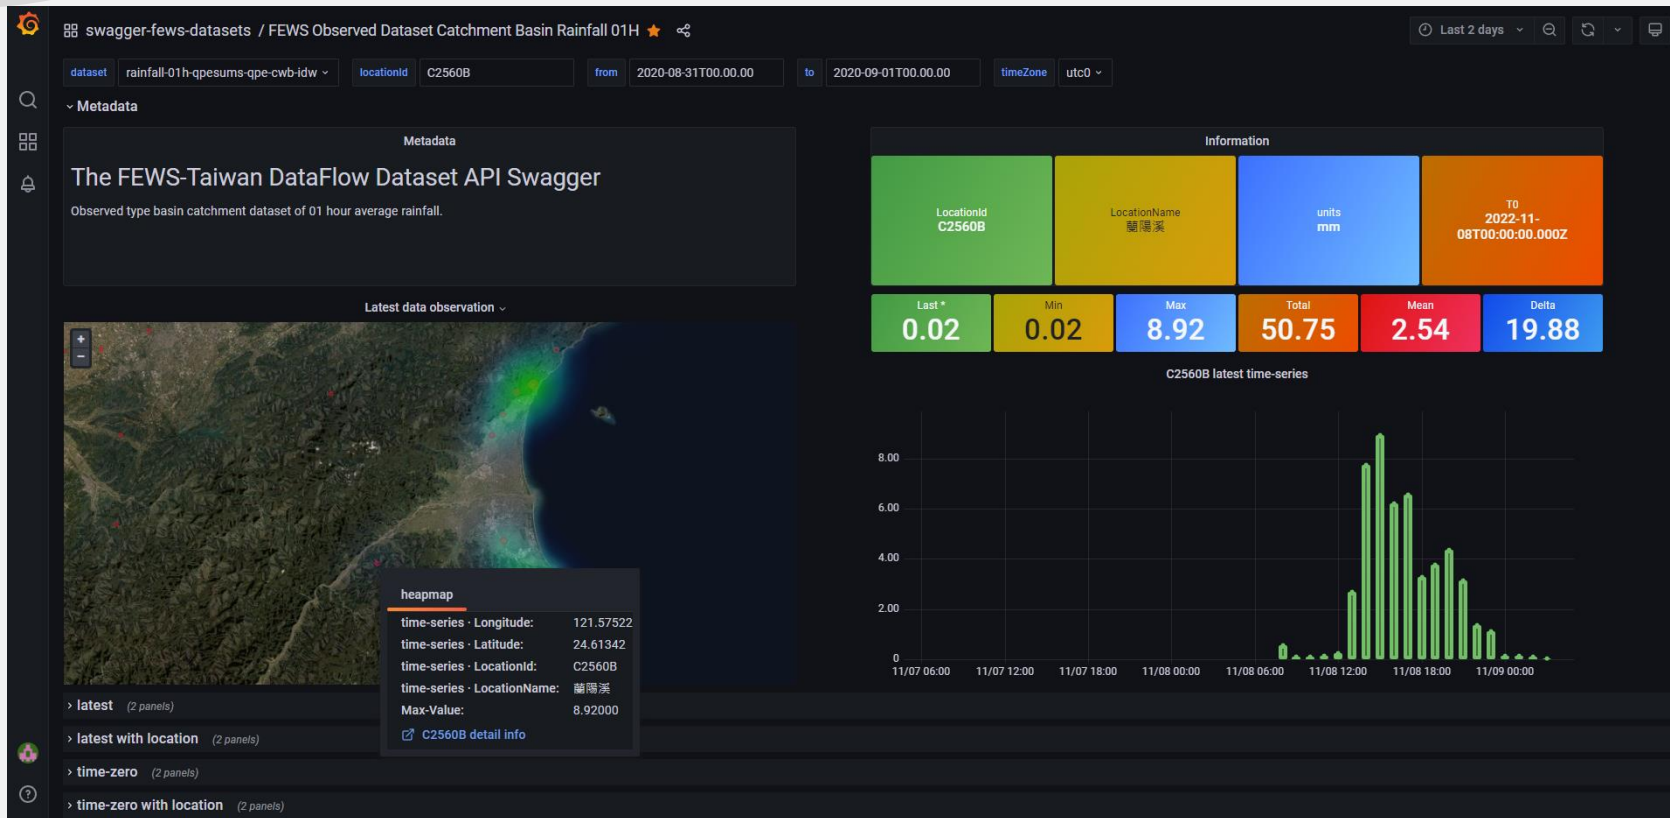 swagger-fews-datasets / FEWS Observed Dataset Catchment Basin Rainfall 01H
Last 2 days
dataset rainfall-01h-qpesums-qpe-cwb-idw locationId C2560B from 2020-08-31T00.00.00 to 2020-09-01T00.00.00 timeZone utc0
Metadata
Metadata
The FEWS-Taiwan DataFlow Dataset API Swagger
Observed type basin catchment dataset of 01 hour average rainfall.
Information
LocationId
C2560B
LocationName
蘭陽溪
units
mm
T0
2022-11-
08T00:00:00.000Z
Last *
0.02
Min
0.02
Max
8.92
Total
50.75
Mean
2.54
Delta
19.88
Latest data observation
+
−
heapmap
time-series · Longitude: 121.57522
time-series · Latitude: 24.61342
time-series · LocationId: C2560B
time-series · LocationName: 蘭陽溪
Max-Value: 8.92000
C2560B detail info
C2560B latest time-series
8.00
6.00
4.00
2.00
0
11/07 06:00 11/07 12:00 11/07 18:00 11/08 00:00 11/08 06:00 11/08 12:00 11/08 18:00 11/09 00:00
latest (2 panels)
latest with location (2 panels)
time-zero (2 panels)
time-zero with location (2 panels)